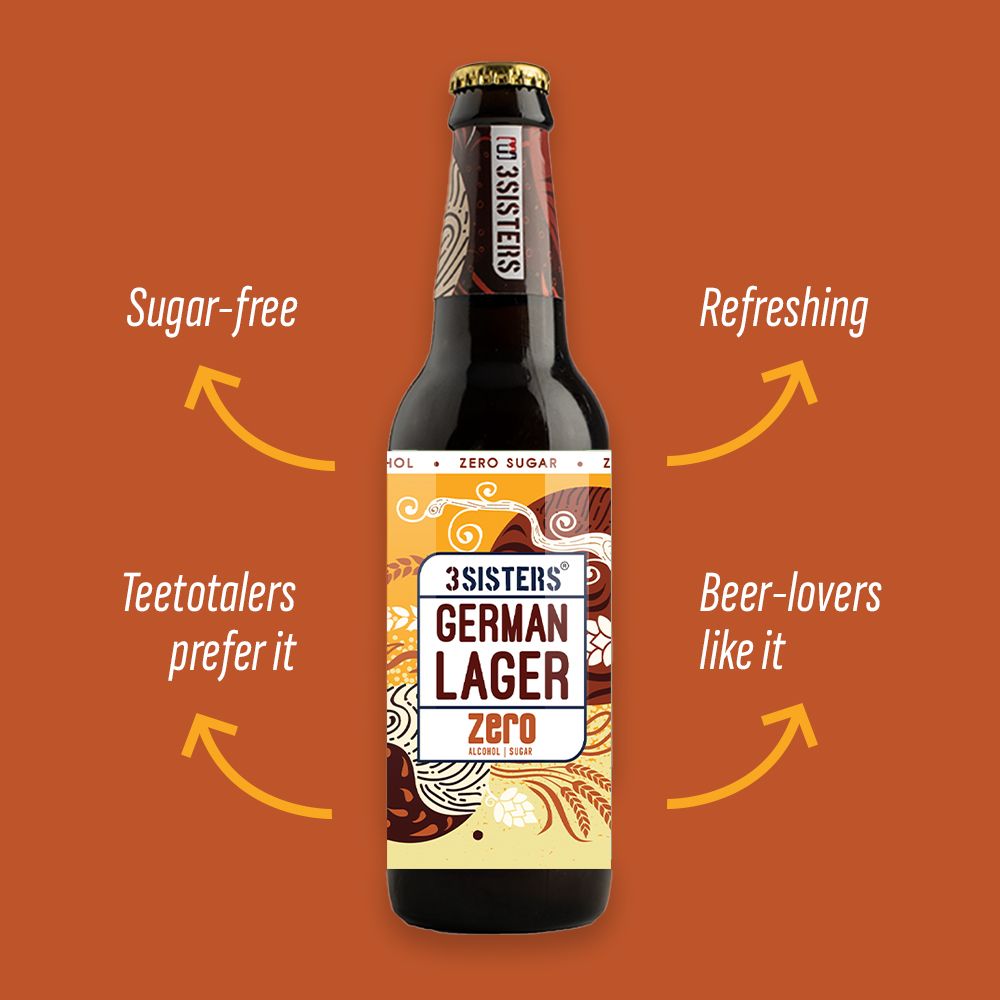 3SISTERS
Sugar-free
Refreshing
HOL • ZERO SUGAR • Z
3SISTERS®
GERMAN
LAGER
Teetotalers
prefer it
Beer-lovers
like it
zero
ALCOHOL | SUGAR